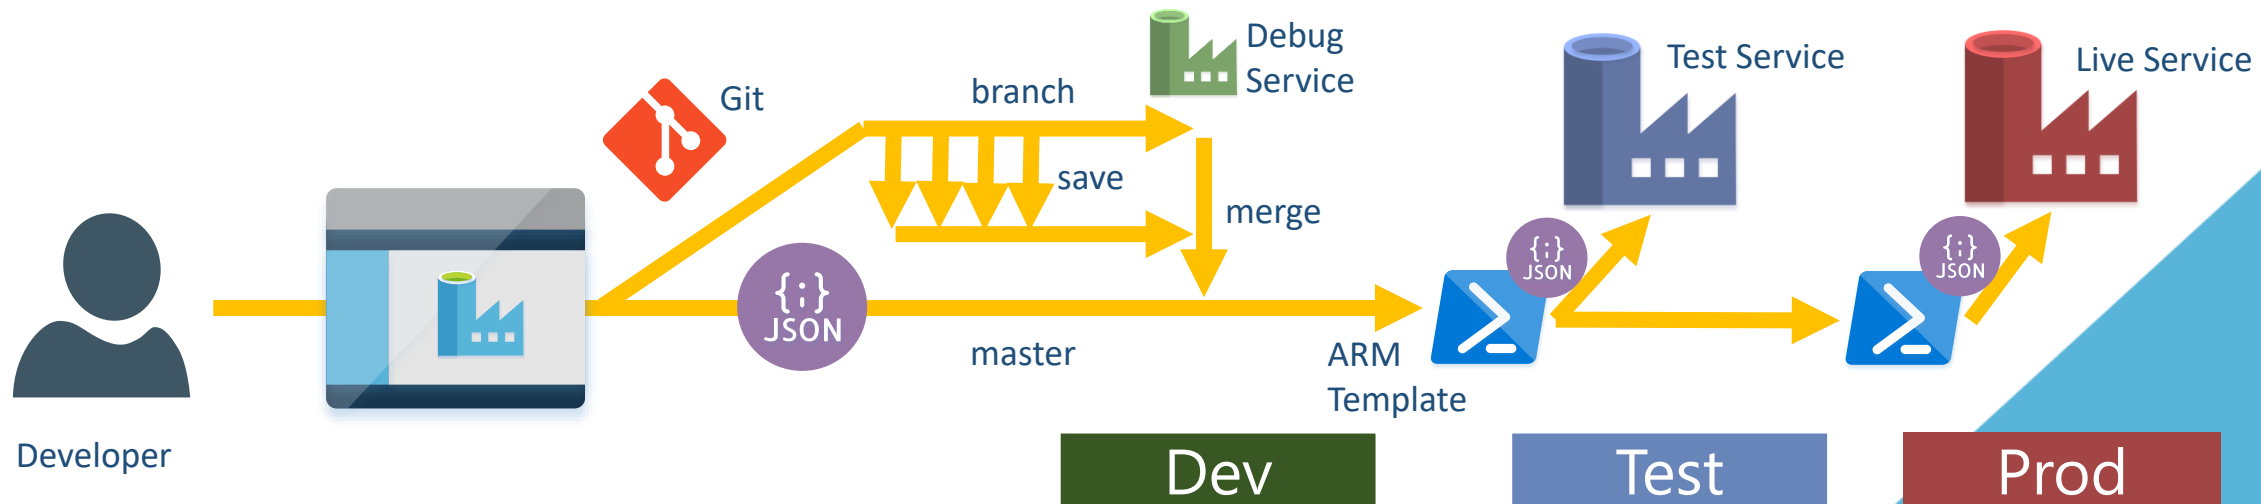 Developer
Git
branch
save
merge
{;}
JSON
master
Debug
Service
ARM
Template
{;}
JSON
Test Service
{;}
JSON
Live Service
Dev
Test
Prod